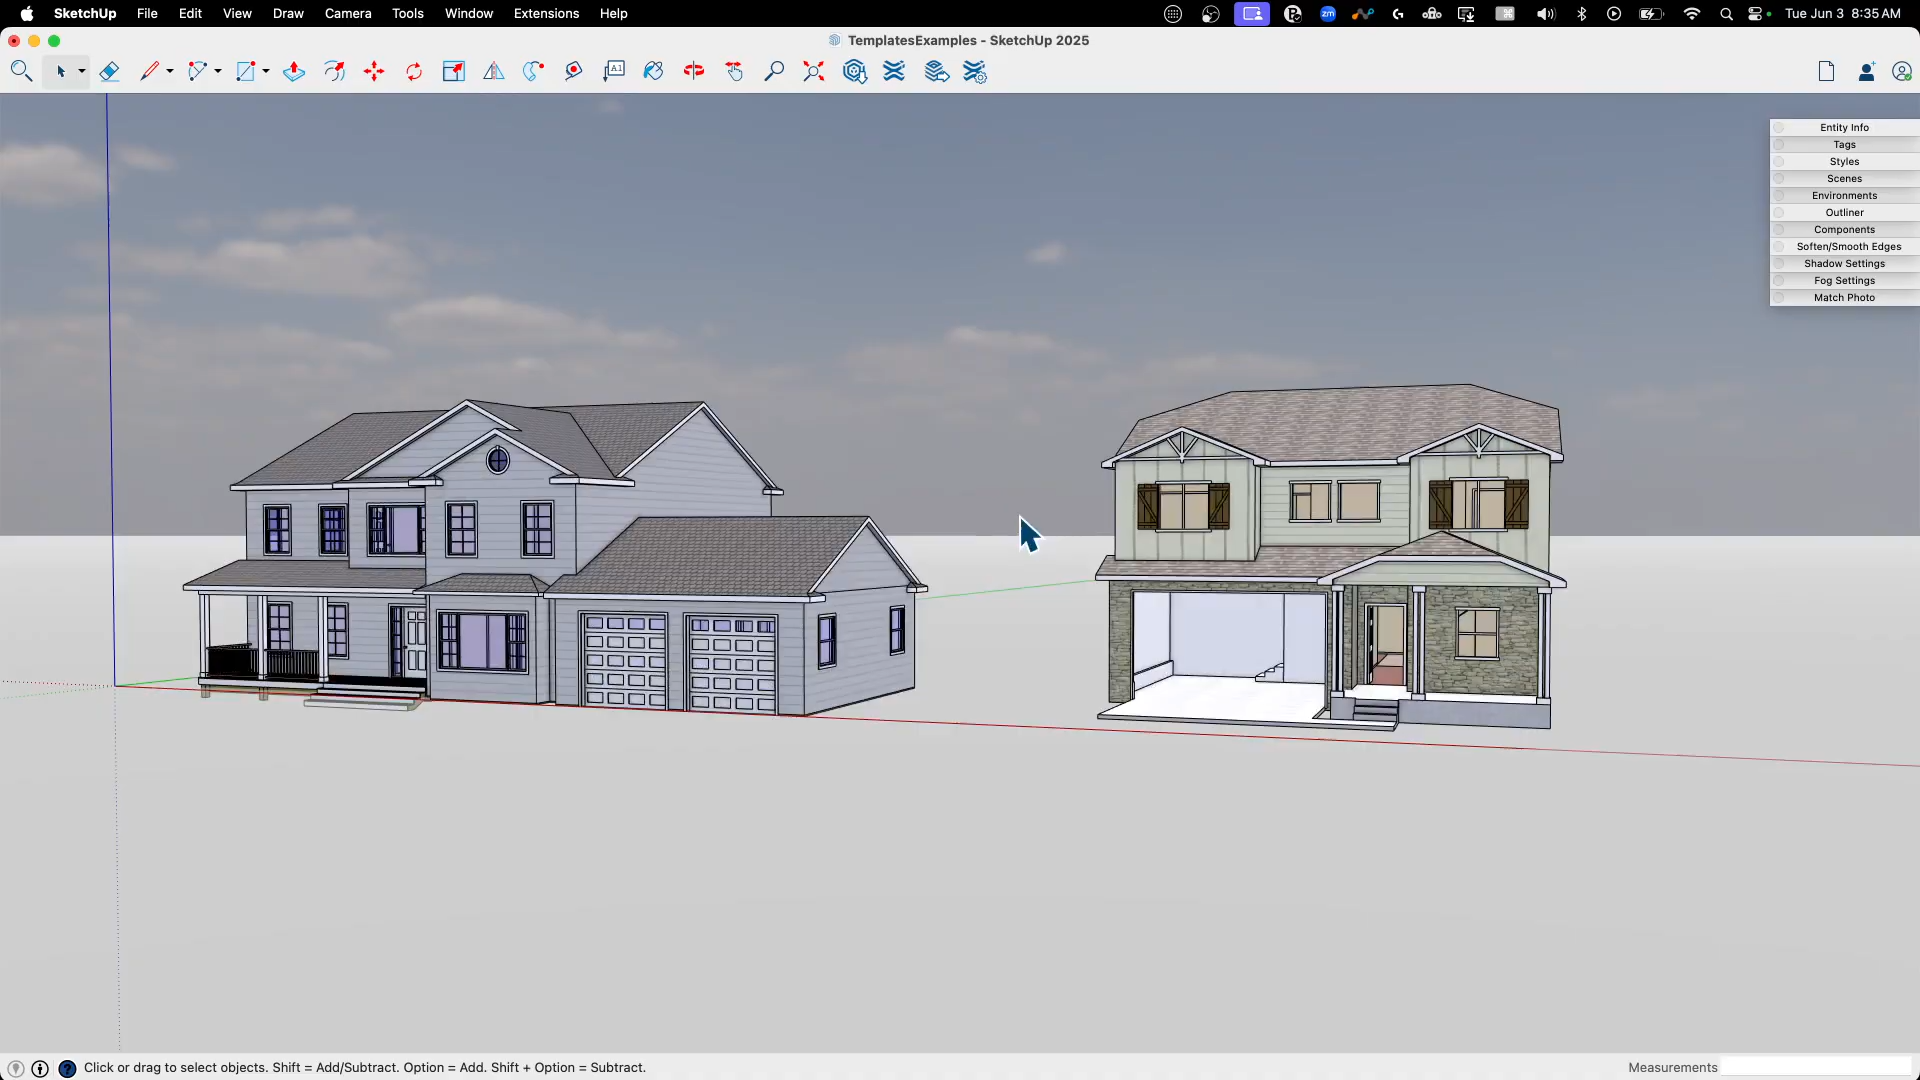 SketchUp File Edit View Draw Camera Tools Window Extensions Help
zm
Tue Jun 3 8:35 AM
TemplatesExamples - SketchUp 2025
A1
Entity Info
Tags
Styles
Scenes
Environments
Outliner
Components
Soften/Smooth Edges
Shadow Settings
Fog Settings
Match Photo
Click or drag to select objects. Shift = Add/Subtract. Option = Add. Shift + Option = Subtract.
Measurements